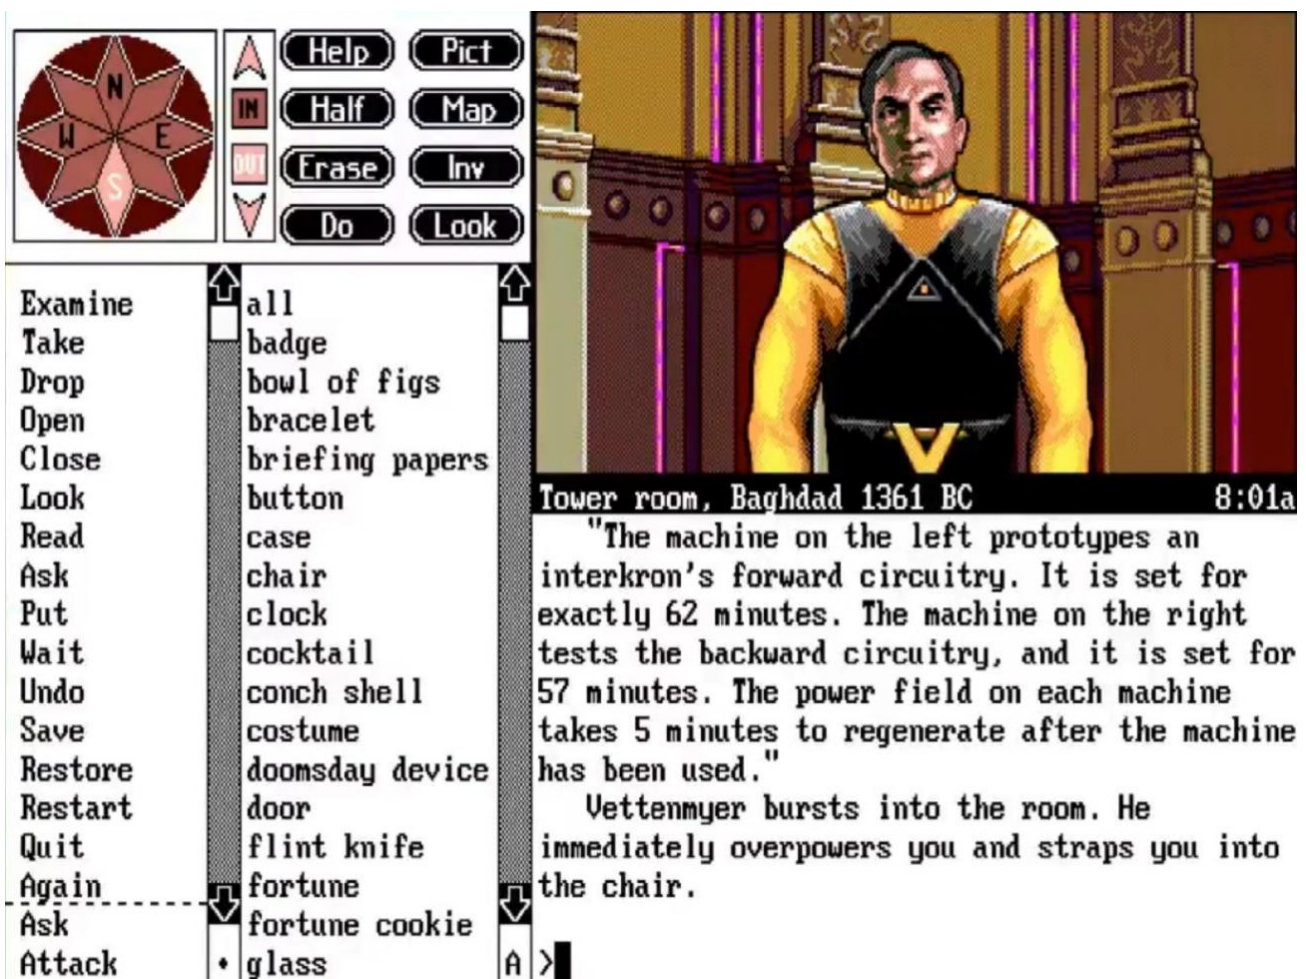 N
W
E
S
IN
OUT
Help
Pict
Half
Map
Erase
Inv
Do
Look
Examine
Take
Drop
Open
Close
Look
Read
Ask
Put
Wait
Undo
Save
Restore
Restart
Quit
Again
Ask
Attack
all
badge
bowl of figs
bracelet
briefing papers
button
case
chair
clock
cocktail
conch shell
costume
doomsday device
door
flint knife
fortune
fortune cookie
glass
A
Tower room, Baghdad 1361 BC 8:01a
"The machine on the left prototypes an
interkron's forward circuitry. It is set for
exactly 62 minutes. The machine on the right
tests the backward circuitry, and it is set for
57 minutes. The power field on each machine
takes 5 minutes to regenerate after the machine
has been used."
Vettenmyer bursts into the room. He
immediately overpowers you and straps you into
the chair.
>